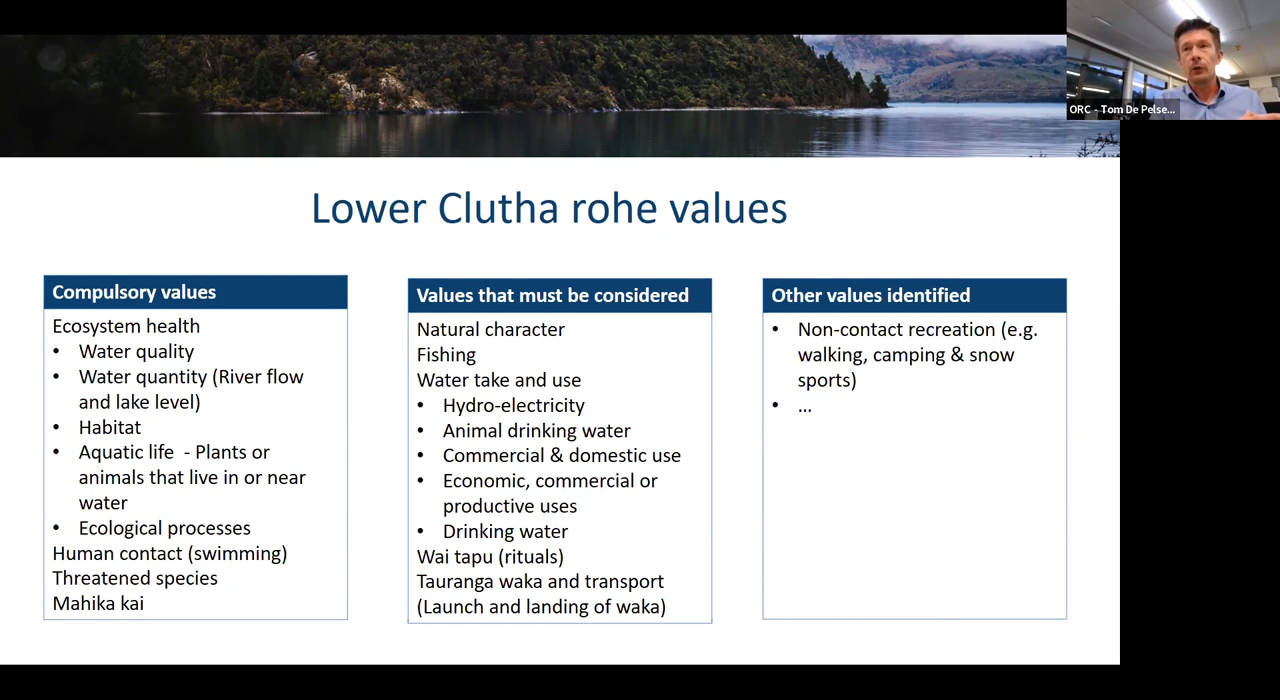 ORC - Tom De Pelse...
Lower Clutha rohe values
Compulsory values
Ecosystem health
• Water quality
• Water quantity (River flow
and lake level)
• Habitat
• Aquatic life - Plants or
animals that live in or near
water
• Ecological processes
Human contact (swimming)
Threatened species
Mahika kai
Values that must be considered
Natural character
Fishing
Water take and use
• Hydro-electricity
• Animal drinking water
• Commercial & domestic use
• Economic, commercial or
productive uses
• Drinking water
Wai tapu (rituals)
Tauranga waka and transport
(Launch and landing of waka)
Other values identified
• Non-contact recreation (e.g.
walking, camping & snow
sports)
• ...